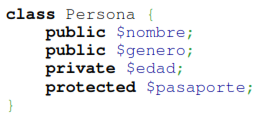 class Persona {
    public $nombre;
    public $genero;
    private $edad;
    protected $pasaporte;
}